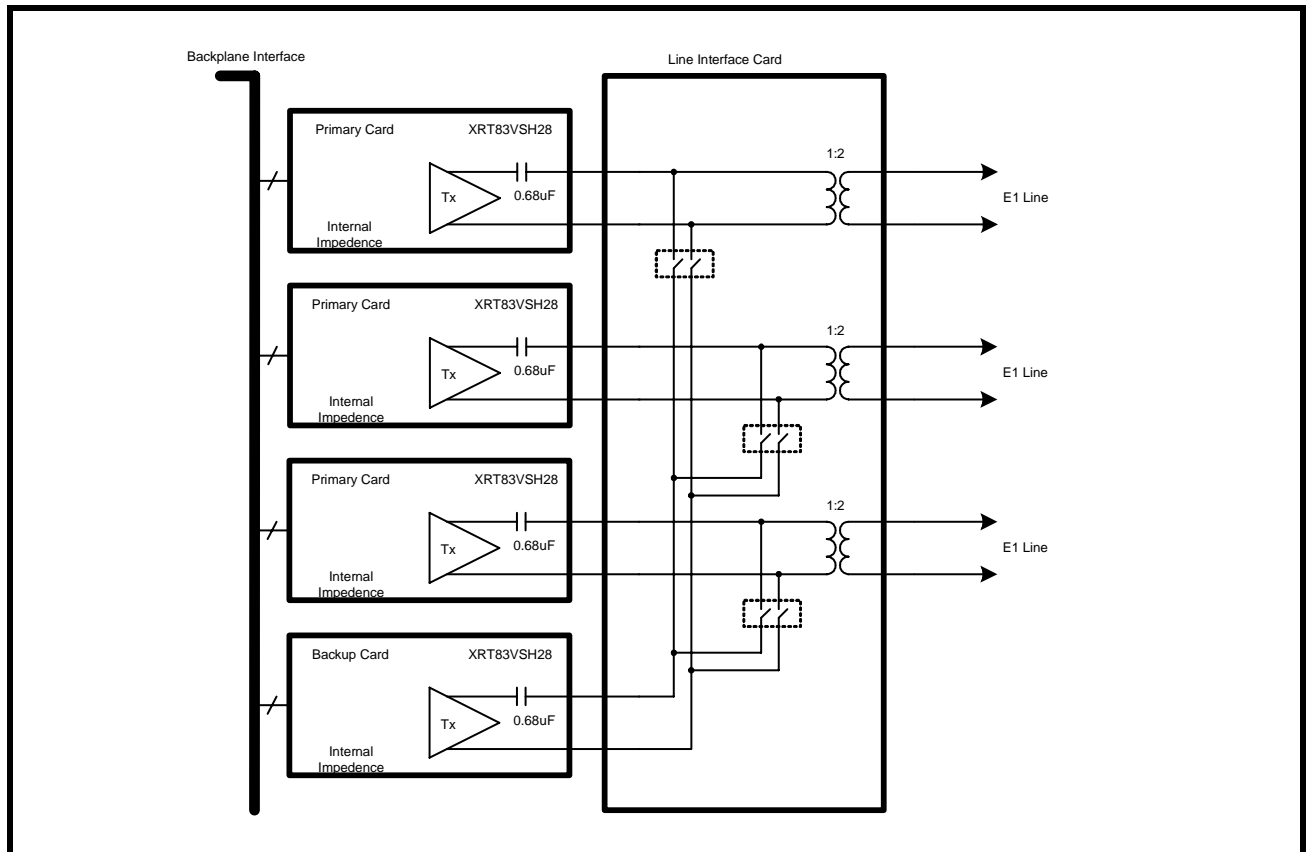 Backplane Interface
Line Interface Card
Primary Card XRT83VSH28
1:2
Tx
0.68uF
E1 Line
Internal
Impedence
Primary Card XRT83VSH28
1:2
Tx
0.68uF
E1 Line
Internal
Impedence
Primary Card XRT83VSH28
1:2
Tx
0.68uF
E1 Line
Internal
Impedence
Backup Card XRT83VSH28
Tx
0.68uF
Internal
Impedence